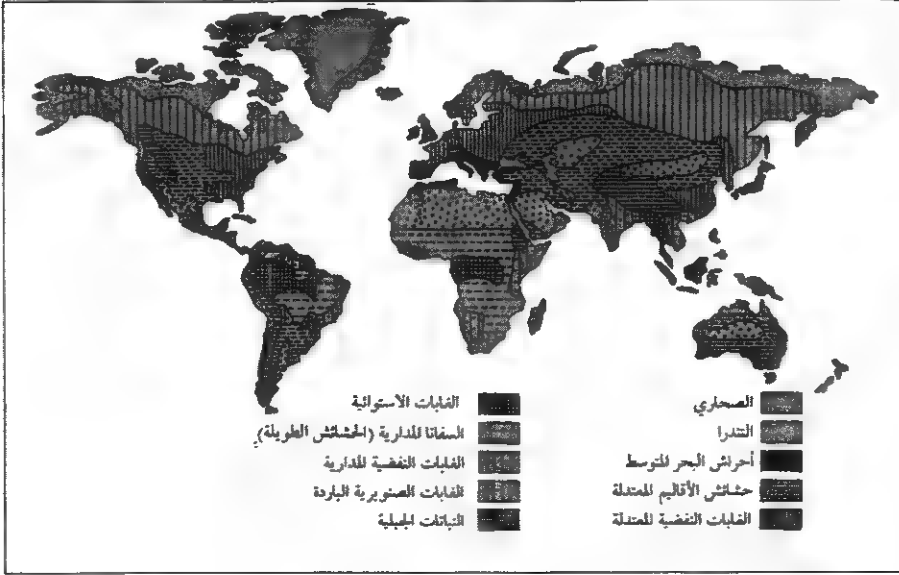 الصحاري
التندرا
أحراش البحر المتوسط
حشائش الأقاليم المعتدلة
الغابات النفضية المعتدلة
الغابات الاستوائية
السفانا المدارية (الحشائش الطويلة)
الغابات النفضية المدارية
الغابات الصنوبرية الباردة
النباتات الجبلية